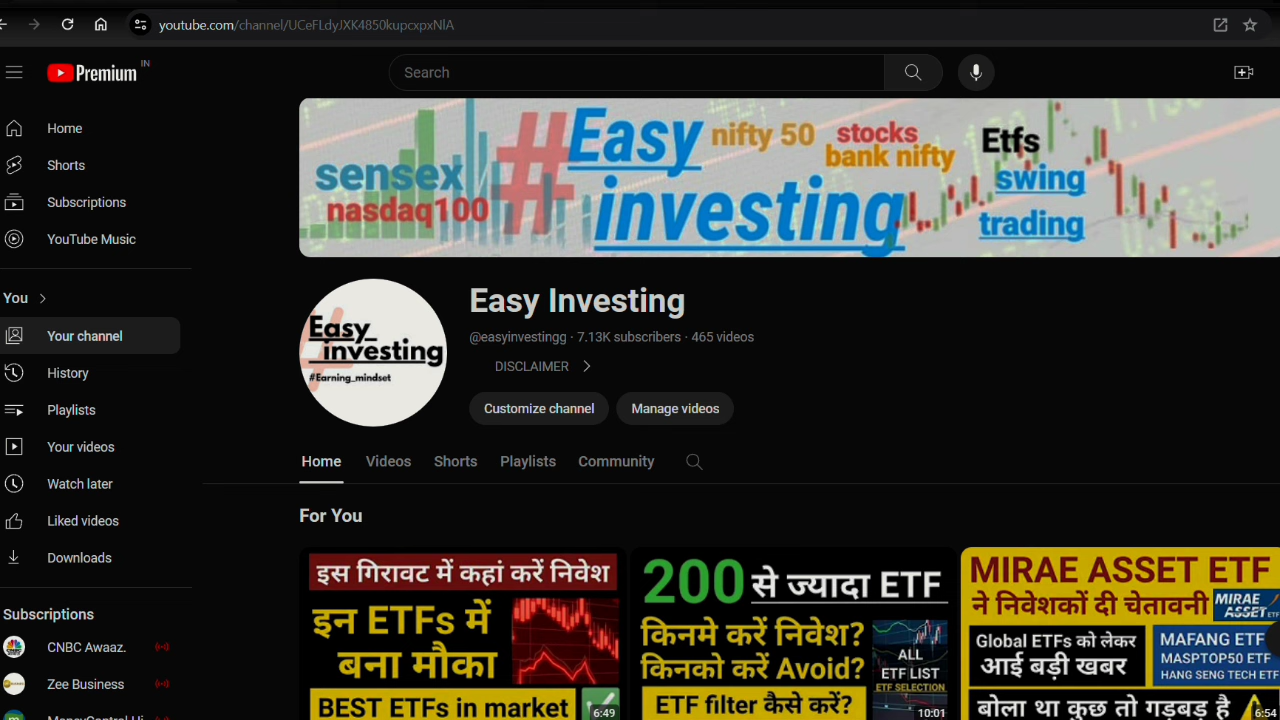 youtube.com/channel/UCeFLdyJXK4850kupcxpxNlA
Premium IN
Search
Home
Shorts
Subscriptions
YouTube Music
You
Your channel
History
Playlists
Your videos
Watch later
Liked videos
Downloads
Subscriptions
CNBC Awaaz.
Zee Business
MoneyControl Hi
sensex
nasdaq100
#Easy
investing
nifty 50
stocks
bank nifty
Etfs
swing
trading
Easy_
investing
#Earning_mindset
Easy Investing
@easyinvestingg · 7.13K subscribers · 465 videos
DISCLAIMER
Customize channel
Manage videos
Home
Videos
Shorts
Playlists
Community
For You
इस गिरावट में कहां करें निवेश
इन ETFs में
बना मौका
BEST ETFs in market
6:49
200 से ज्यादा ETF
किनमे करें निवेश?
किनको करें Avoid?
ETF filter कैसे करें?
ALL
ETF LIST
ETF SELECTION
10:01
MIRAE ASSET ETF
ने निवेशकों दी चेतावनी
MIRAE
ASSET ETF
Global ETFs को लेकर
आई बड़ी खबर
MAFANG ETF
MASPTOP50 ETF
HANG SENG TECH ETF
बोला था कुछ तो गड़बड़ है
6:54